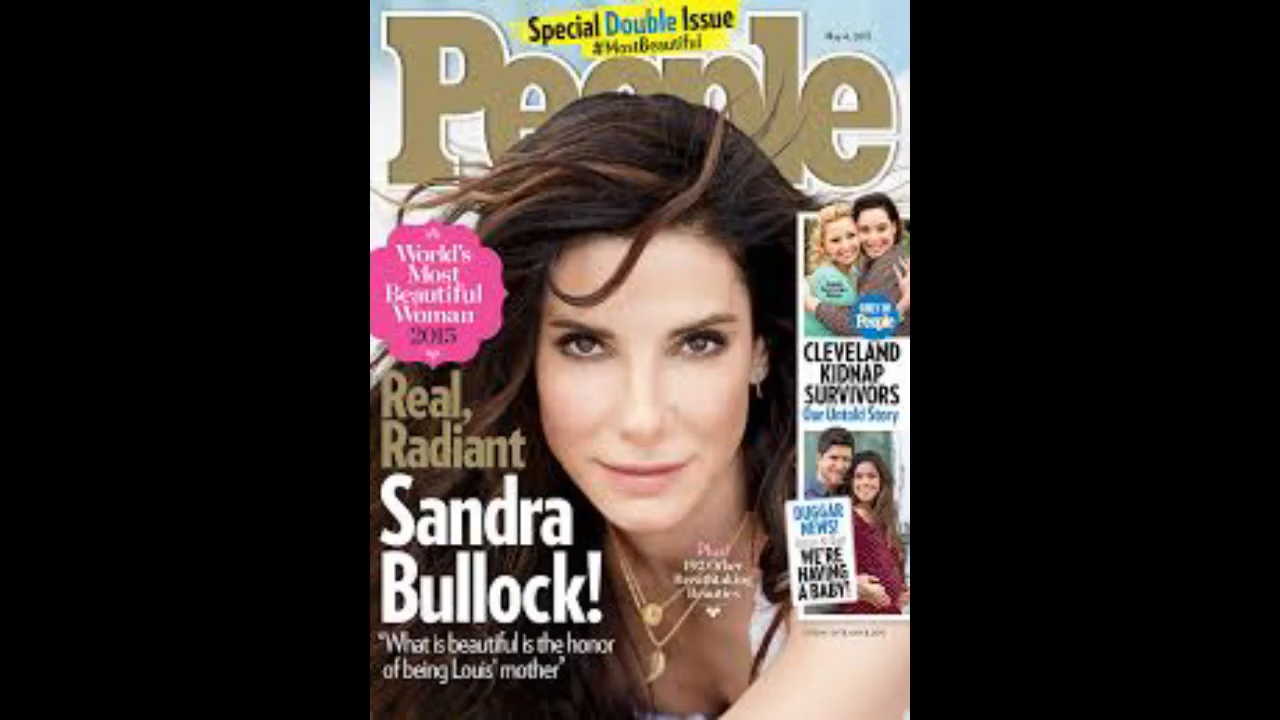 Special Double Issue
#MostBeautiful
People
World's
Most
Beautiful
Woman
2015
Real,
Radiant
Sandra
Bullock!
"What is beautiful is the honor
of being Louis' mother"
Plus!
Other
Breathtaking
Beauties
People
CLEVELAND
KIDNAP
SURVIVORS
Our Untold Story
DUGGAR
NEWS!
WE'RE
HAVING
A BABY!